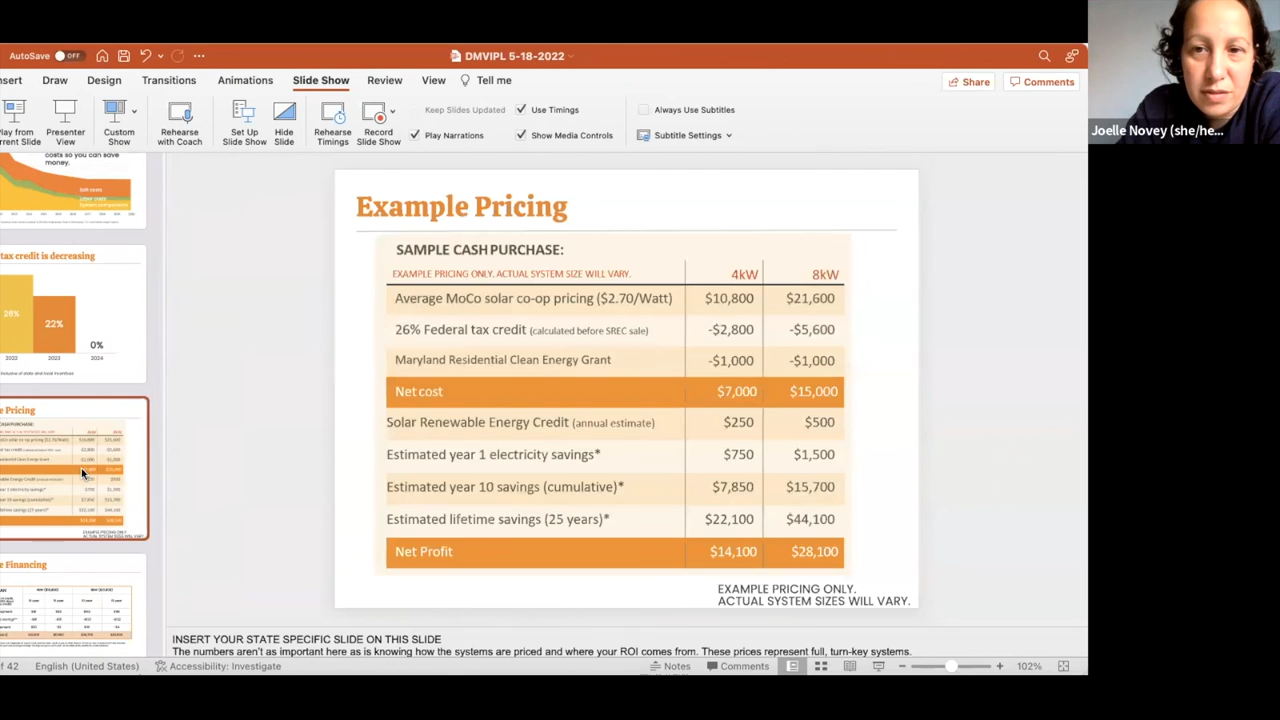 AutoSave OFF
DMVIPL 5-18-2022
Insert Draw Design Transitions Animations Slide Show Review View Tell me
Share Comments
Play from Current Slide
Presenter View
Custom Show
Rehearse with Coach
Set Up Slide Show
Hide Slide
Rehearse Timings
Record Slide Show
Keep Slides Updated
Play Narrations
Use Timings
Show Media Controls
Always Use Subtitles
Subtitle Settings
Joelle Novey (she/he...
costs so you can save
money.
tax credit is decreasing
26%
22%
0%
2022 2023 2024
Pricing
Financing
Example Pricing
SAMPLE CASH PURCHASE:
EXAMPLE PRICING ONLY. ACTUAL SYSTEM SIZE WILL VARY. 4kW 8kW
Average MoCo solar co-op pricing ($2.70/Watt) $10,800 $21,600
26% Federal tax credit (calculated before SREC sale) -$2,800 -$5,600
Maryland Residential Clean Energy Grant -$1,000 -$1,000
Net cost $7,000 $15,000
Solar Renewable Energy Credit (annual estimate) $250 $500
Estimated year 1 electricity savings* $750 $1,500
Estimated year 10 savings (cumulative)* $7,850 $15,700
Estimated lifetime savings (25 years)* $22,100 $44,100
Net Profit $14,100 $28,100
EXAMPLE PRICING ONLY.
ACTUAL SYSTEM SIZES WILL VARY.
INSERT YOUR STATE SPECIFIC SLIDE ON THIS SLIDE
The numbers aren't as important here as is knowing how the systems are priced and where your ROI comes from. These prices represent full, turn-key systems.
of 42 English (United States) Accessibility: Investigate Notes Comments 102%